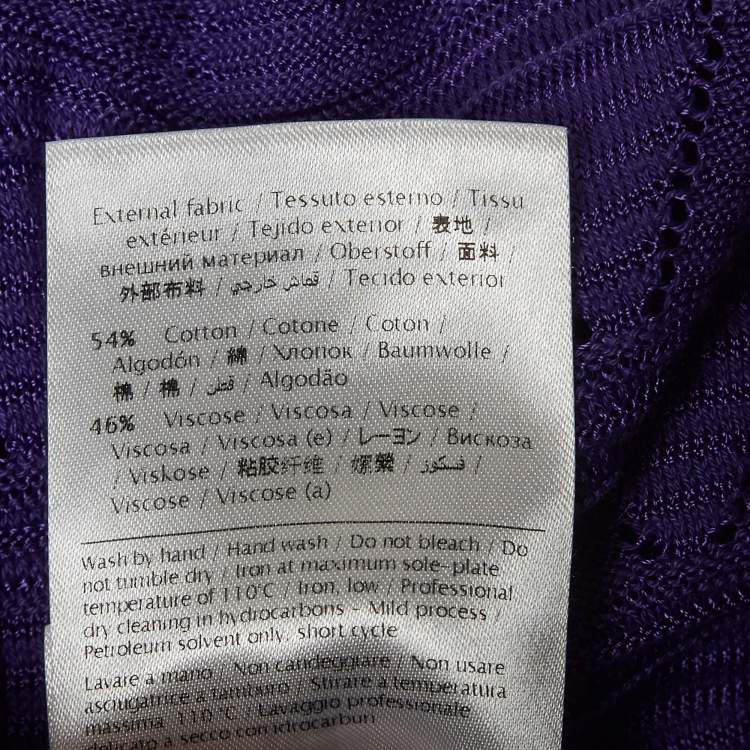 External fabric / Tessuto esterno / Tissu
extérieur / Tejido exterior / 表地 /
внешний материал / Oberstoff / 面料 /
外部布料 / قماش خارجي / Tecido exterior
54% Cotton / Cotone / Coton /
Algodón / 綿 / Хлопок / Baumwolle /
棉 / 棉 / قطن / Algodão
46% Viscose / Viscosa / Viscose /
Viscosa / Viscosa (e) / レーヨン / Вискоза
/ Viskose / 粘胶纤维 / 嫘縈 / فسكوز /
Viscose / Viscose (a)
Wash by hand / Hand wash / Do not bleach / Do
not tumble dry / Iron at maximum sole-plate
temperature of 110°C / Iron, low / Professional
dry cleaning in hydrocarbons - Mild process /
Petroleum solvent only, short cycle
Lavare a mano / Non candeggiare / Non usare
asciugatrice a tamburo / Stirare a temperatura
massima 110 °C / Lavaggio professionale
delicato a secco con idrocarburi